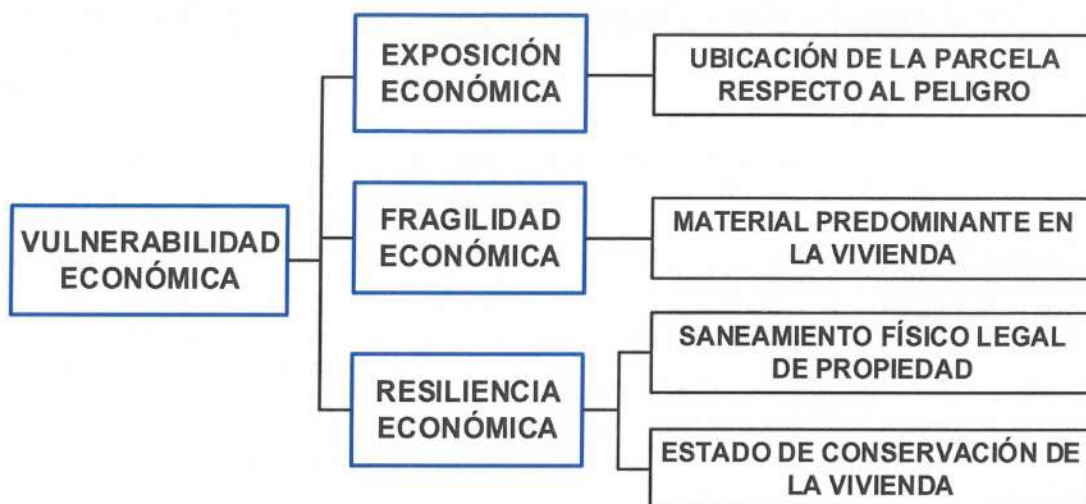 VULNERABILIDAD
ECONÓMICA
EXPOSICIÓN
ECONÓMICA
UBICACIÓN DE LA PARCELA
RESPECTO AL PELIGRO
FRAGILIDAD
ECONÓMICA
MATERIAL PREDOMINANTE EN
LA VIVIENDA
RESILIENCIA
ECONÓMICA
SANEAMIENTO FÍSICO LEGAL
DE PROPIEDAD
ESTADO DE CONSERVACIÓN DE
LA VIVIENDA